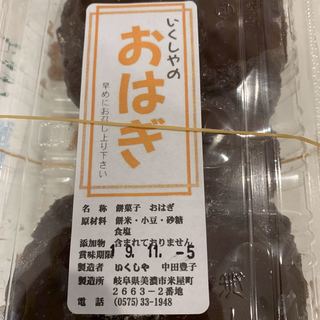 いくしやの
おはぎ
早めにお召し上り下さい
名　称　餅菓子　おはぎ
原材料　餅米・小豆・砂糖
食塩
添加物　含まれておりません
賞味期限 19. 11. -5
製造者　いくしや　中田豊子
製造所　岐阜県美濃市米屋町
2663－2番地
(0575)33-1948